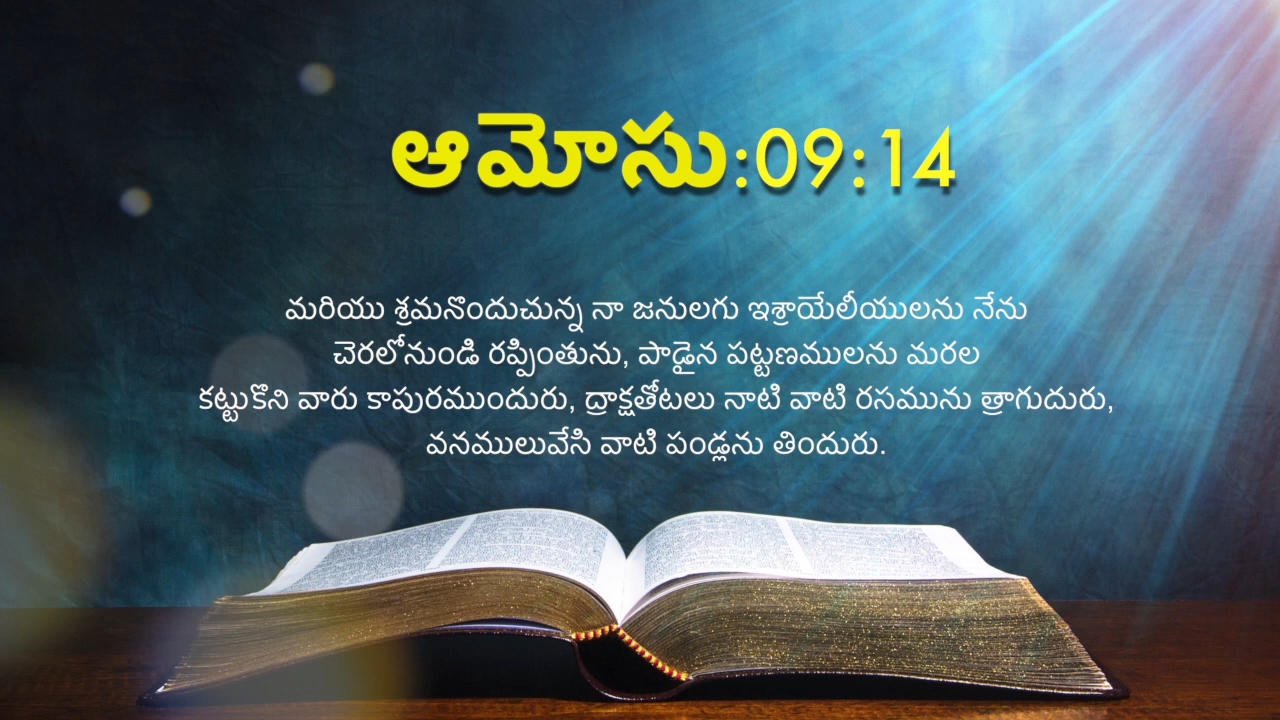 ఆమోసు:09:14
మరియు శ్రమనొందుచున్న నా జనులగు ఇశ్రాయేలీయులను నేను
చెరలోనుండి రప్పింతును, పాడైన పట్టణములను మరల
కట్టుకొని వారు కాపురముందురు, ద్రాక్షతోటలు నాటి వాటి రసమును త్రాగుదురు,
వనములువేసి వాటి పండ్లను తిందురు.